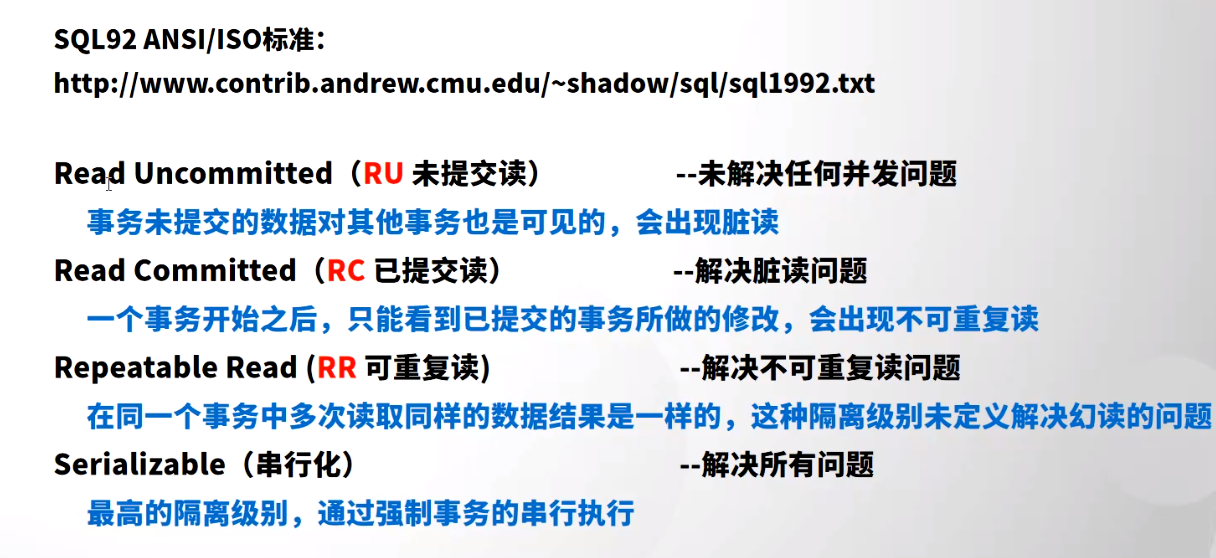 SQL92 ANSI/ISO标准：
http://www.contrib.andrew.cmu.edu/~shadow/sql/sql1992.txt
Read Uncommitted（RU 未提交读） --未解决任何并发问题
事务未提交的数据对其他事务也是可见的，会出现脏读
Read Committed（RC 已提交读） --解决脏读问题
一个事务开始之后，只能看到已提交的事务所做的修改，会出现不可重复读
Repeatable Read (RR 可重复读) --解决不可重复读问题
在同一个事务中多次读取同样的数据结果是一样的，这种隔离级别未定义解决幻读的问题
Serializable（串行化） --解决所有问题
最高的隔离级别，通过强制事务的串行执行